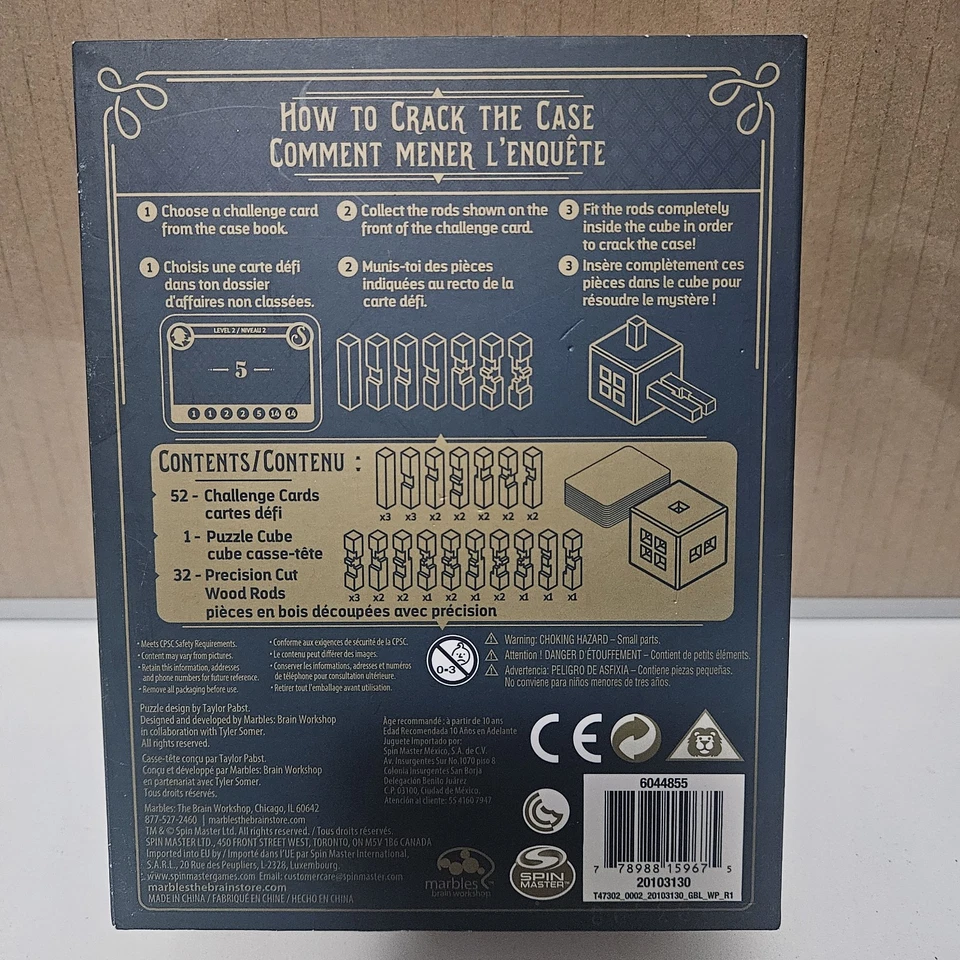 HOW TO CRACK THE CASE
COMMENT MENER L'ENQUÊTE
1 Choose a challenge card
from the case book.
2 Collect the rods shown on the
front of the challenge card.
3 Fit the rods completely
inside the cube in order
to crack the case!
1 Choisis une carte défi
dans ton dossier
d'affaires non classées.
2 Munis-toi des pièces
indiquées au recto de la
carte défi.
3 Insère complètement ces
pièces dans le cube pour
résoudre le mystère !
LEVEL 2 / NIVEAU 2
S
5
1 1 2 2 5 14 14
CONTENTS/CONTENU :
52 - Challenge Cards
cartes défi
1 - Puzzle Cube
cube casse-tête
32 - Precision Cut
Wood Rods
pièces en bois découpées avec précision
x3 x3 x2 x2 x2 x2 x2
x3 x2 x2 x1 x2 x1 x2 x1 x1 x1
• Meets CPSC Safety Requirements.
• Content may vary from pictures.
• Retain this information, addresses
and phone numbers for future reference.
• Remove all packaging before use.
• Conforme aux exigences de sécurité de la CPSC.
• Le contenu peut différer des images.
• Conserver les informations, adresses et numéros
de téléphone pour consultation ultérieure.
• Retirer tout l'emballage avant utilisation.
0-3
Warning: CHOKING HAZARD – Small parts.
Attention ! DANGER D'ÉTOUFFEMENT – Contient de petits éléments.
Advertencia: PELIGRO DE ASFIXIA – Contiene piezas pequeñas.
No conviene para niños menores de tres años.
Puzzle design by Taylor Pabst.
Designed and developed by Marbles: Brain Workshop
in collaboration with Tyler Somer.
All rights reserved.
Casse-tête conçu par Taylor Pabst.
Conçu et développé par Marbles: Brain Workshop
en partenariat avec Tyler Somer.
Tous droits réservés.
Marbles: The Brain Workshop, Chicago, IL 60642
877-527-2460 | marblesthebrainstore.com
TM & © Spin Master Ltd. All rights reserved. / Tous droits réservés.
SPIN MASTER LTD., 450 FRONT STREET WEST, TORONTO, ON M5V 1B6 CANADA
Imported into EU by / Importé dans l'UE par Spin Master International,
S.A.R.L., 20 Rue des Peupliers, L-2328, Luxembourg.
www.spinmastergames.com Email: customercare@spinmaster.com
marblesthebrainstore.com
MADE IN CHINA / FABRIQUÉ EN CHINE / HECHO EN CHINA
Âge recommandé : à partir de 10 ans
Edad Recomendada 10 Años en Adelante
Juguete Importado por:
Spin Master México, S.A. de C.V.
Av. Insurgentes Sur No.1070 piso 8
Colonia Insurgentes San Borja
Delegación Benito Juárez
C.P. 03100, Ciudad de México.
Atención al cliente: 55 4160 7947
CE
marbles
brain workshop
SPIN
MASTER™
6044855
7 78988 15967 5
20103130
T47302_0002_20103130_GBL_WP_R1